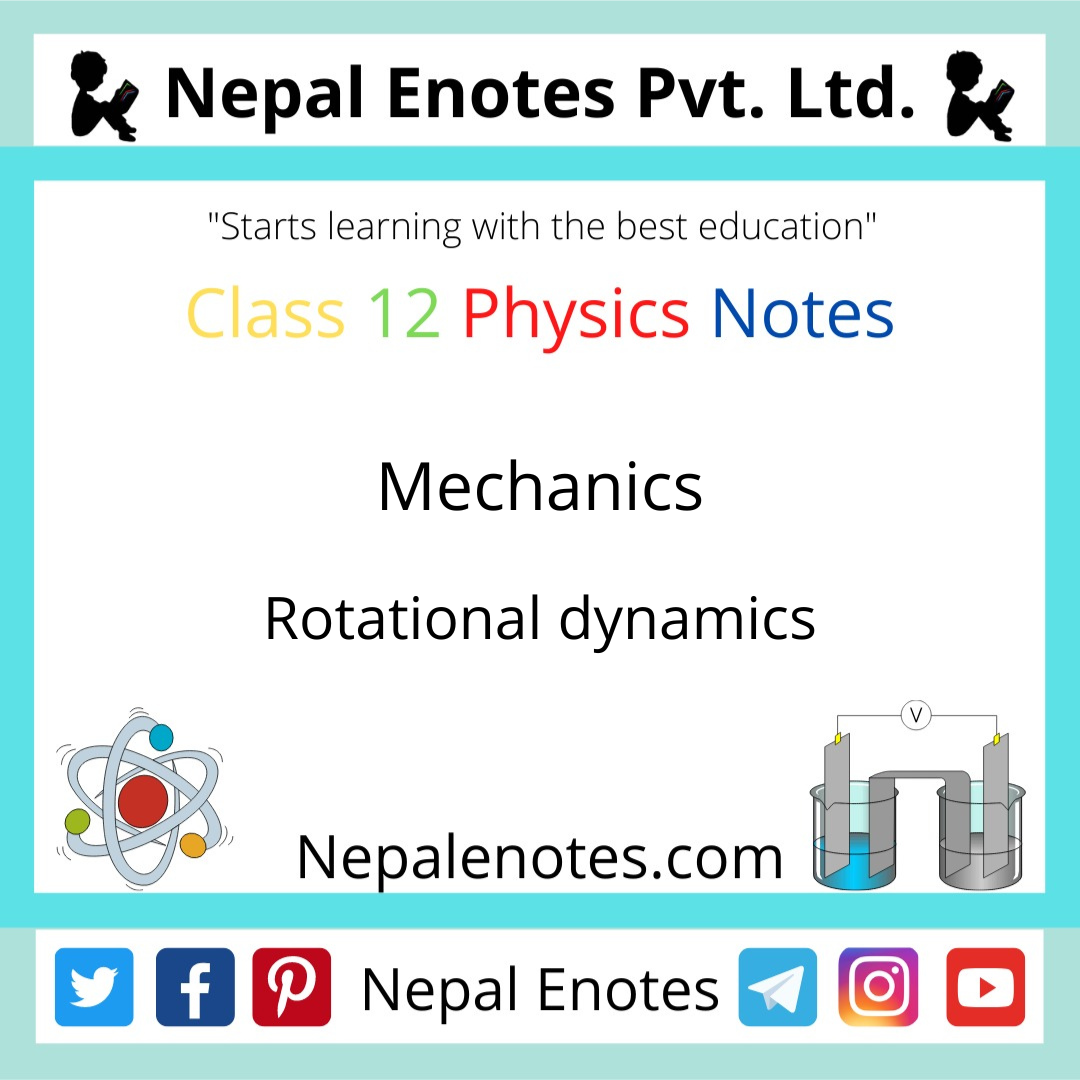 Nepal Enotes Pvt. Ltd.
"Starts learning with the best education"
Class 12 Physics Notes
Mechanics
Rotational dynamics
V
Nepalenotes.com
Nepal Enotes